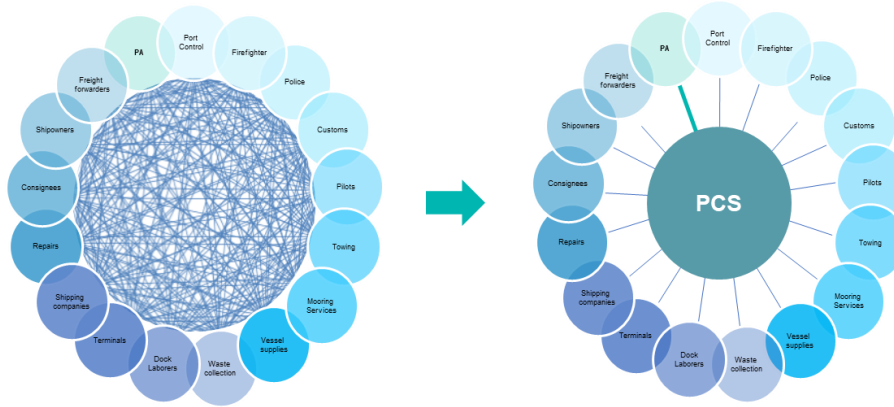 PA
Port
Control
Firefighter
Police
Customs
Pilots
Towing
Mooring
Services
Vessel
supplies
Waste
collection
Dock
Laborers
Terminals
Shipping
companies
Repairs
Consignees
Shipowners
Freight
forwarders
PA
Port
Control
Firefighter
Police
Customs
Pilots
Towing
Mooring
Services
Vessel
supplies
Waste
collection
Dock
Laborers
Terminals
Shipping
companies
Repairs
Consignees
Shipowners
Freight
forwarders
PCS